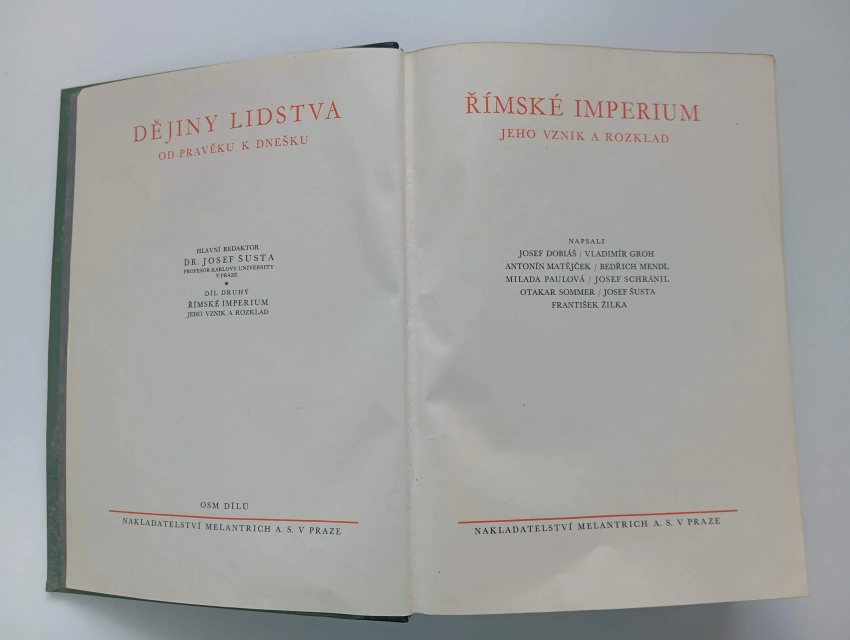 DĚJINY LIDSTVA
OD PRAVĚKU K DNEŠKU
HLAVNÍ REDAKTOR
DR. JOSEF ŠUSTA
PROFESOR KARLOVY UNIVERSITY
V PRAZE
★
DÍL DRUHÝ
ŘÍMSKÉ IMPERIUM
JEHO VZNIK A ROZKLAD
OSM DÍLŮ
NAKLADATELSTVÍ MELANTRICH A. S. V PRAZE
ŘÍMSKÉ IMPERIUM
JEHO VZNIK A ROZKLAD
NAPSALI
JOSEF DOBIÁŠ / VLADIMÍR GROH
ANTONÍN MATĚJČEK / BEDŘICH MENDL
MILADA PAULOVÁ / JOSEF SCHRÁNIL
OTAKAR SOMMER / JOSEF ŠUSTA
FRANTIŠEK ŽILKA
NAKLADATELSTVÍ MELANTRICH A. S. V PRAZE